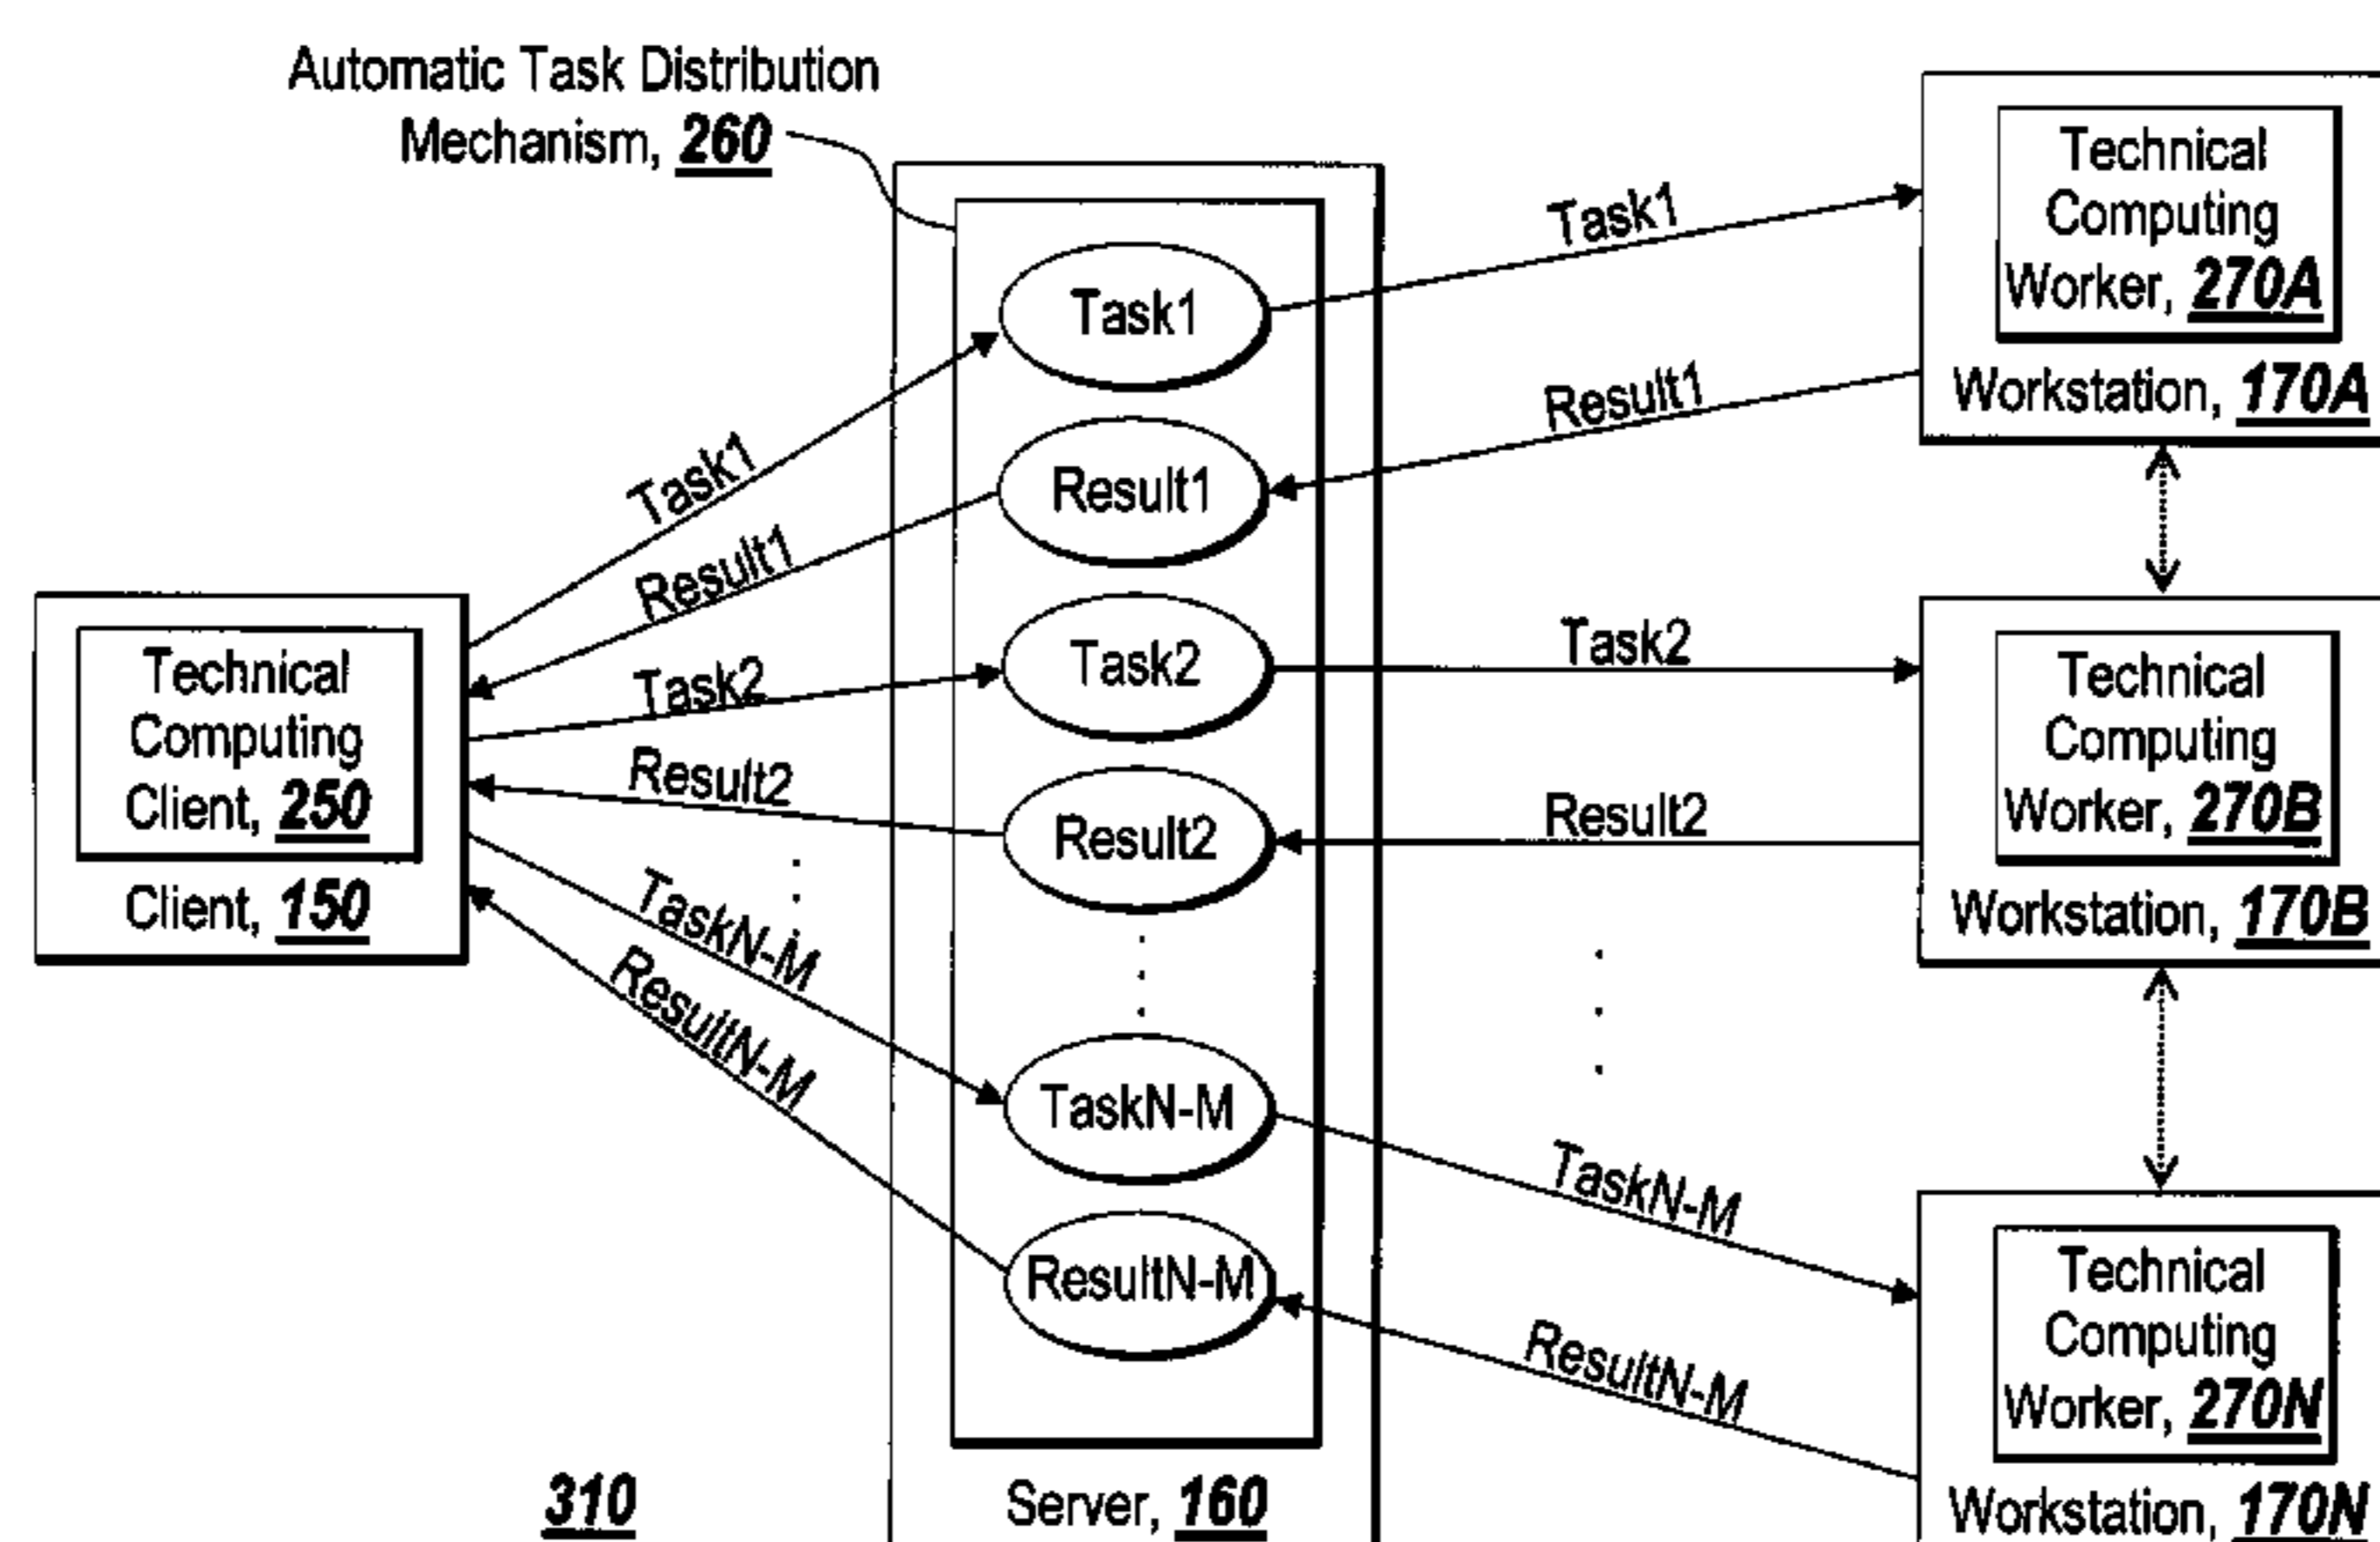 Automatic Task Distribution
Mechanism, 260
Task1
Result1
Task2
Result2
TaskN-M
ResultN-M
Technical
Computing
Client, 250
Client, 150
Task1
Result1
Task2
Result2
TaskN-M
ResultN-M
Server, 160
310
Task1
Result1
Task2
Result2
TaskN-M
ResultN-M
Technical
Computing
Worker, 270A
Workstation, 170A
Technical
Computing
Worker, 270B
Workstation, 170B
Technical
Computing
Worker, 270N
Workstation, 170N